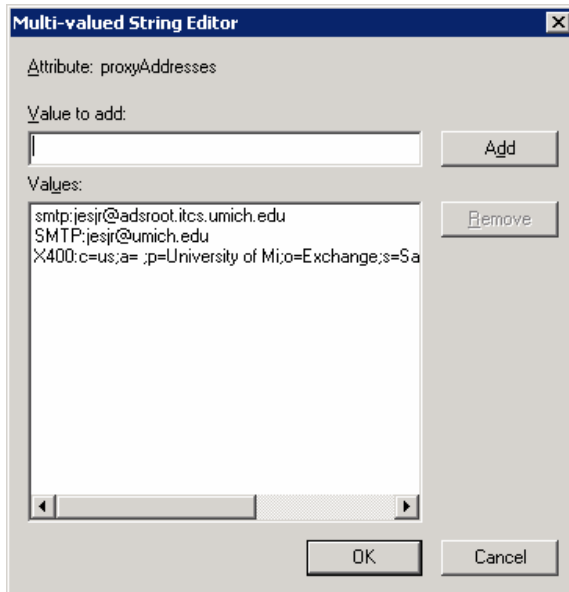 Multi-valued String Editor
Attribute: proxyAddresses
Value to add:
Add
Values:
smtp:jesjr@adsroot.itcs.umich.edu
SMTP:jesjr@umich.edu
X400:c=us;a= ;p=University of Mi;o=Exchange;s=Sa
Remove
OK
Cancel